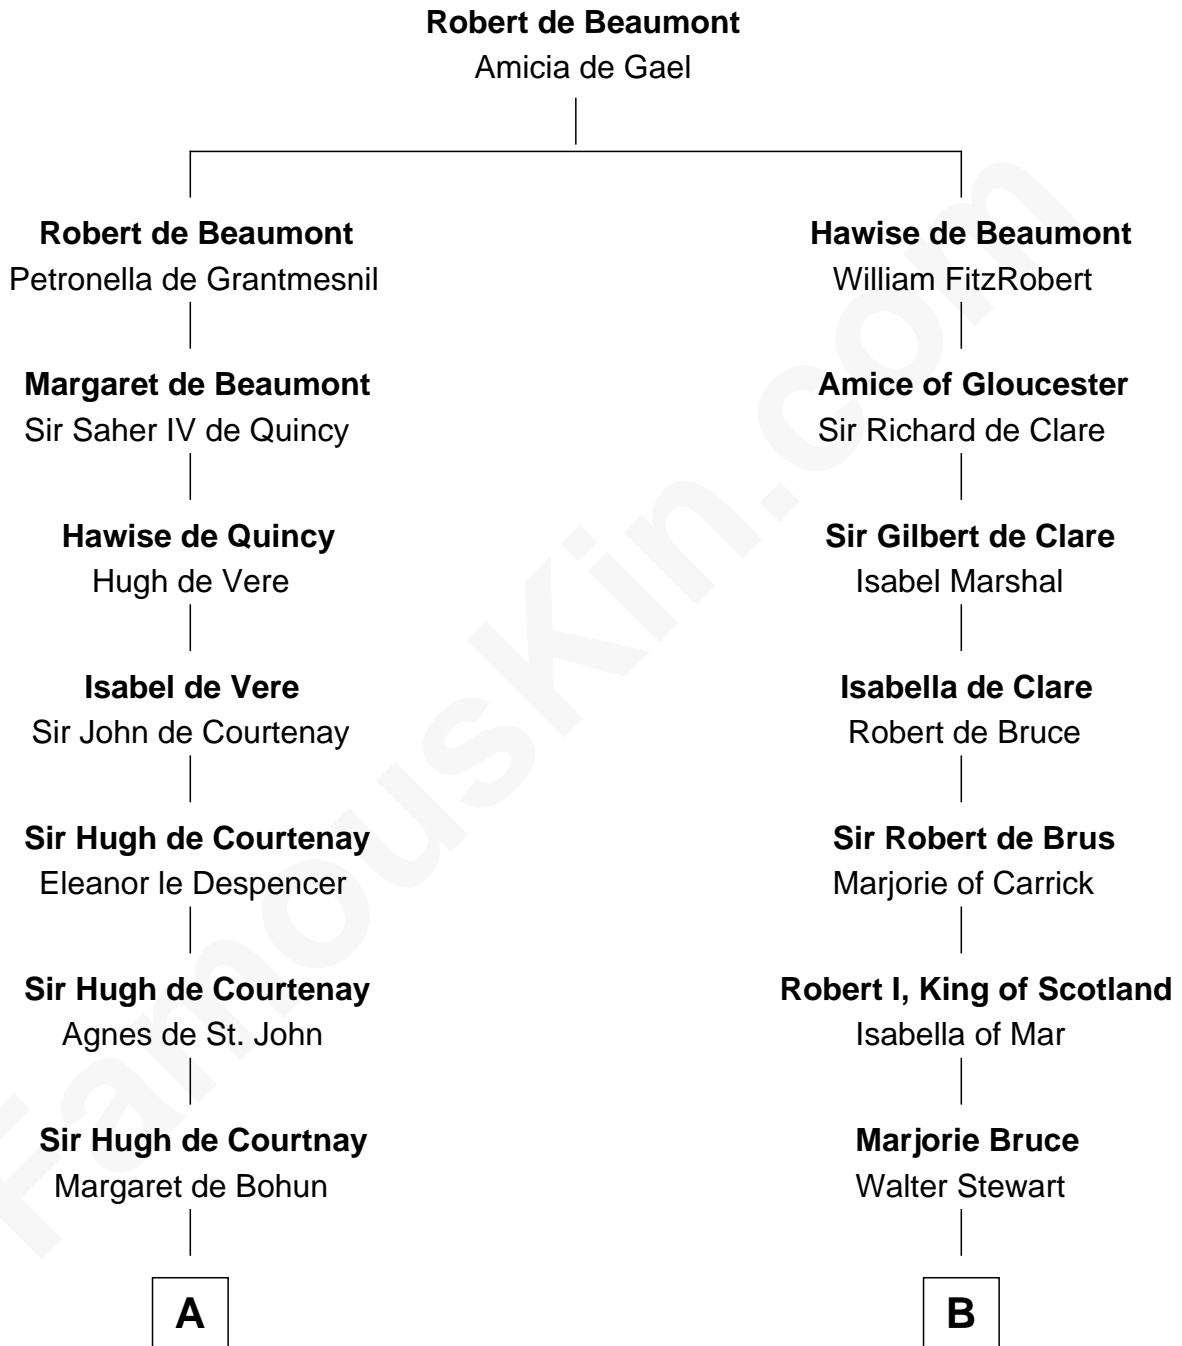 Robert de Beaumont
Amicia de Gael
Robert de Beaumont
Petronella de Grantmesnil
Hawise de Beaumont
William FitzRobert
Margaret de Beaumont
Sir Saher IV de Quincy
Amice of Gloucester
Sir Richard de Clare
Hawise de Quincy
Hugh de Vere
Sir Gilbert de Clare
Isabel Marshal
Isabel de Vere
Sir John de Courtenay
Isabella de Clare
Robert de Bruce
Sir Hugh de Courtenay
Eleanor le Despencer
Sir Robert de Brus
Marjorie of Carrick
Sir Hugh de Courtenay
Agnes de St. John
Robert I, King of Scotland
Isabella of Mar
Sir Hugh de Courtnay
Margaret de Bohun
Marjorie Bruce
Walter Stewart
A
B
FamousKin.com